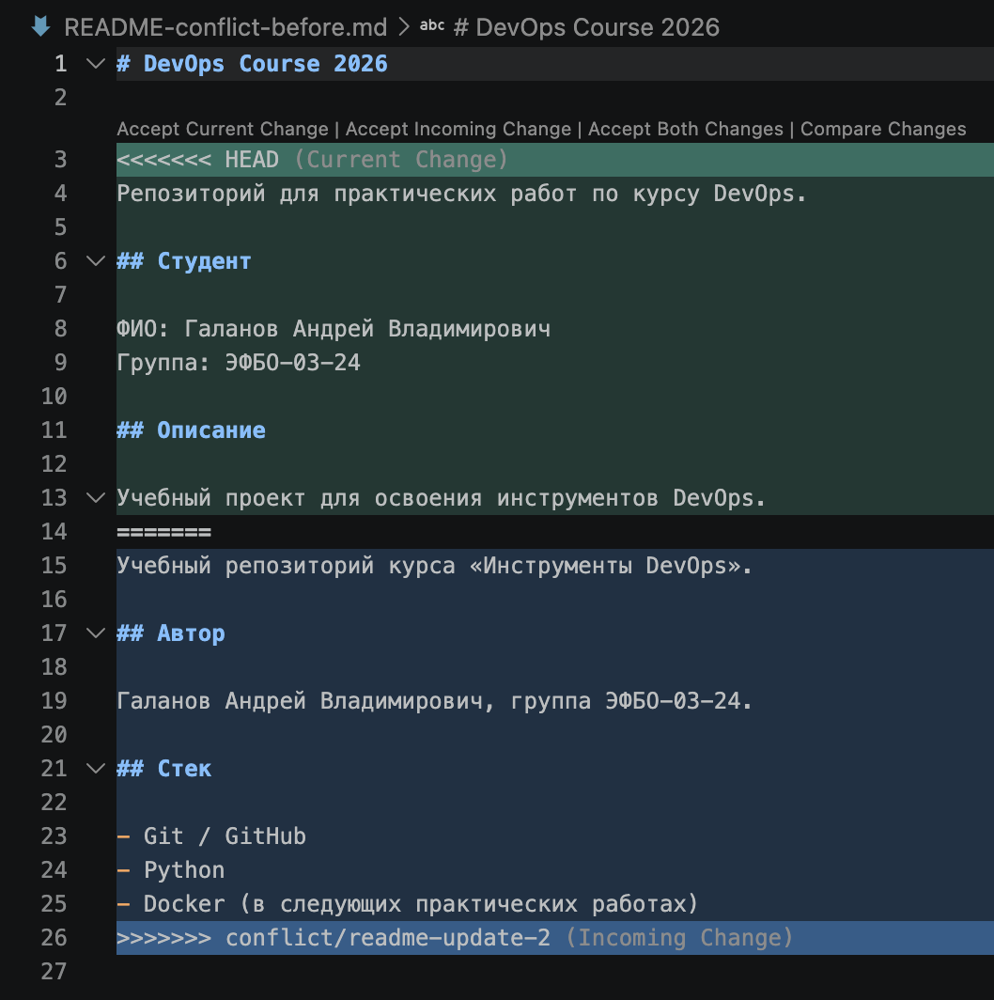 README-conflict-before.md > abc # DevOps Course 2026
1 # DevOps Course 2026
2
Accept Current Change | Accept Incoming Change | Accept Both Changes | Compare Changes
3 <<<<<<< HEAD (Current Change)
4 Репозиторий для практических работ по курсу DevOps.
5
6 ## Студент
7
8 ФИО: Галанов Андрей Владимирович
9 Группа: ЭФБО-03-24
10
11 ## Описание
12
13 Учебный проект для освоения инструментов DevOps.
14 =======
15 Учебный репозиторий курса «Инструменты DevOps».
16
17 ## Автор
18
19 Галанов Андрей Владимирович, группа ЭФБО-03-24.
20
21 ## Стек
22
23 - Git / GitHub
24 - Python
25 - Docker (в следующих практических работах)
26 >>>>>>> conflict/readme-update-2 (Incoming Change)
27